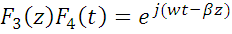 F₃(z)F₄(t) = e^{j(wt−βz)}